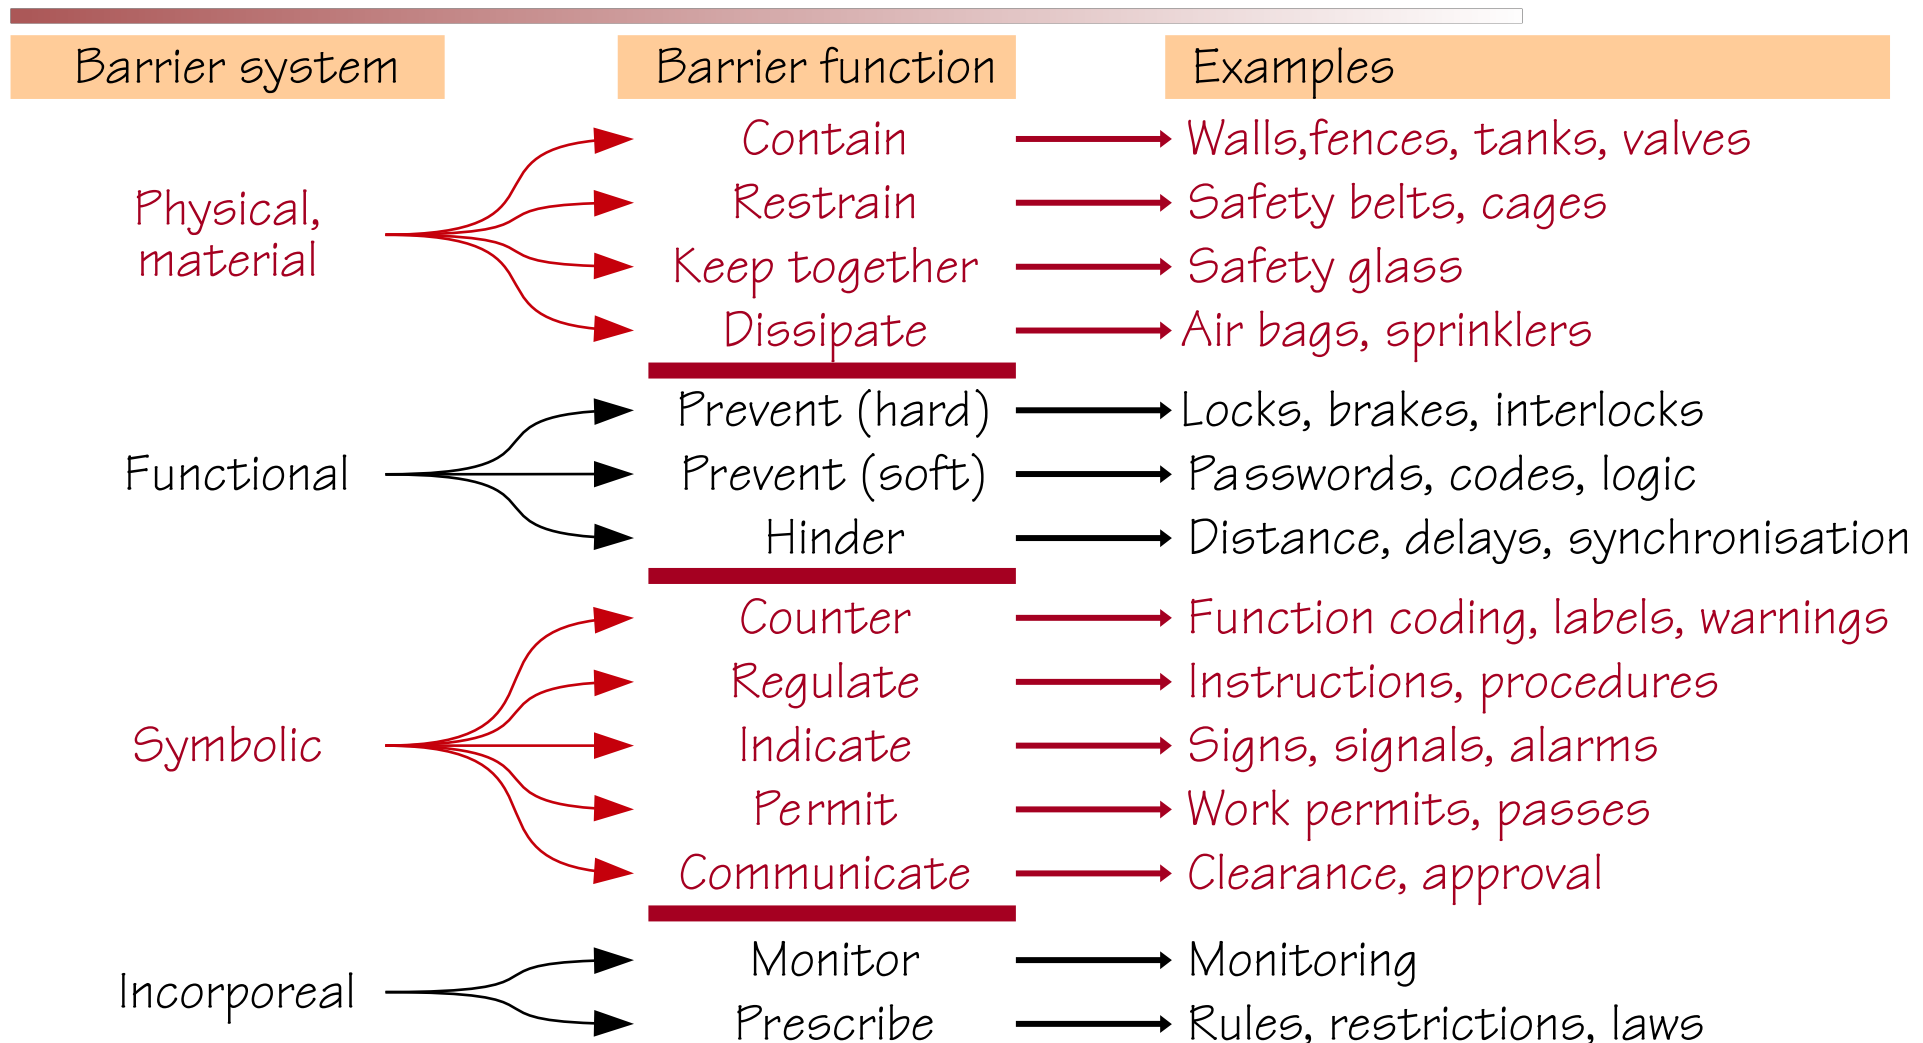 Barrier system Barrier function Examples
Contain Walls,fences, tanks, valves
Physical,
material
Restrain Safety belts, cages
Keep together Safety glass
Dissipate Air bags, sprinklers
Prevent (hard) Locks, brakes, interlocks
Functional Prevent (soft) Passwords, codes, logic
Hinder Distance, delays, synchronisation
Counter Function coding, labels, warnings
Regulate Instructions, procedures
Symbolic Indicate Signs, signals, alarms
Permit Work permits, passes
Communicate Clearance, approval
Monitor Monitoring
Incorporeal
Prescribe Rules, restrictions, laws